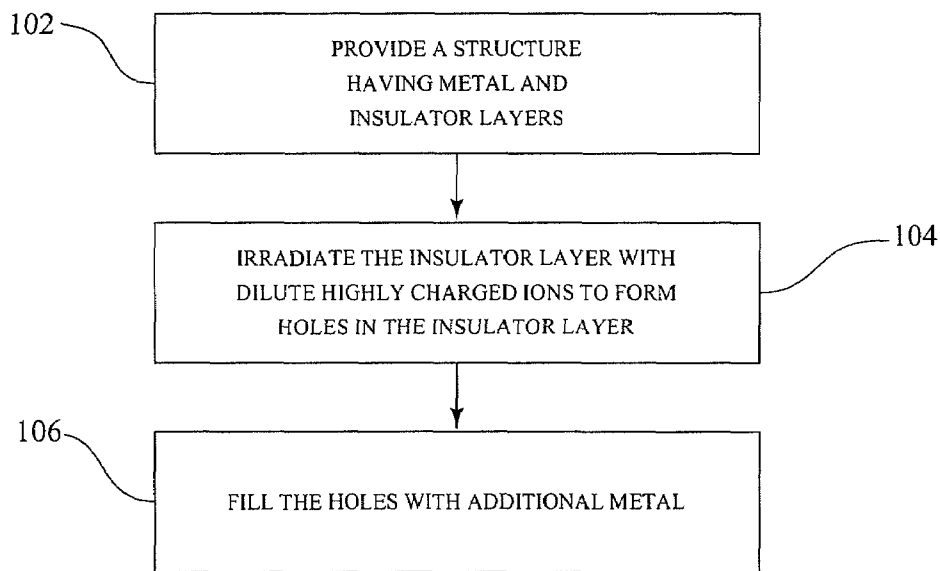 102
PROVIDE A STRUCTURE
HAVING METAL AND
INSULATOR LAYERS
104
IRRADIATE THE INSULATOR LAYER WITH
DILUTE HIGHLY CHARGED IONS TO FORM
HOLES IN THE INSULATOR LAYER
106
FILL THE HOLES WITH ADDITIONAL METAL